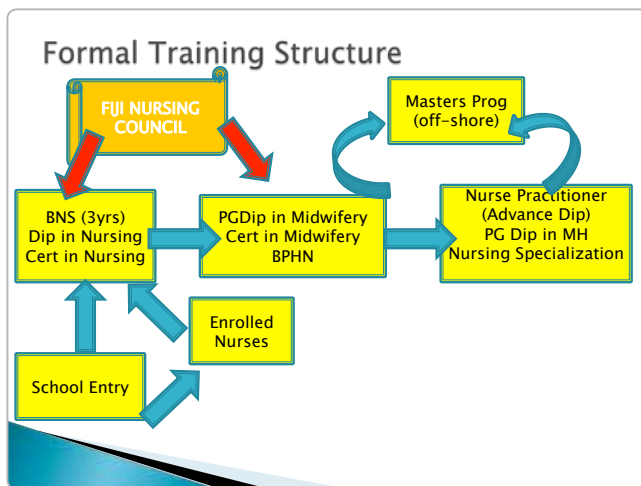 Formal Training Structure
FIJI NURSING
COUNCIL
Masters Prog
(off-shore)
BNS (3yrs)
Dip in Nursing
Cert in Nursing
PGDip in Midwifery
Cert in Midwifery
BPHN
Nurse Practitioner
(Advance Dip)
PG Dip in MH
Nursing Specialization
Enrolled
Nurses
School Entry